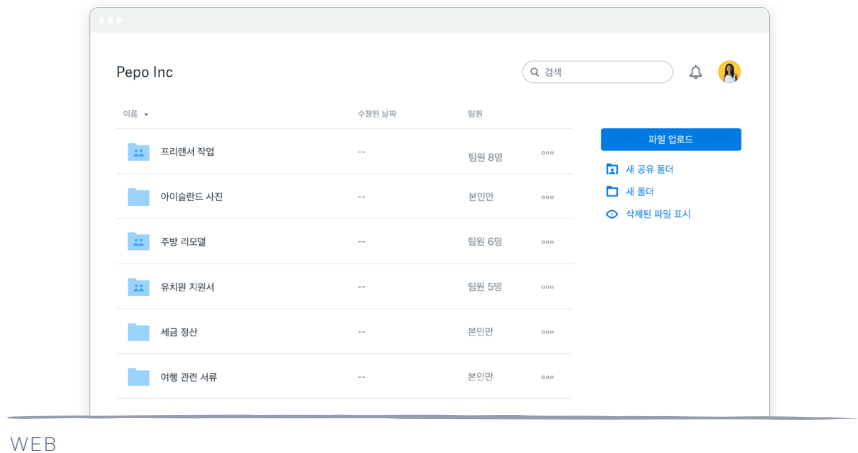 Pepo Inc
검색
이름 수정된 날짜 팀원
프리랜서 작업 -- 팀원 8명
아이슬란드 사진 -- 본인만
주방 리모델 -- 팀원 6명
유치원 지원서 -- 팀원 5명
세금 정산 -- 본인만
여행 관련 서류 -- 본인만
파일 업로드
새 공유 폴더
새 폴더
삭제된 파일 표시
WEB